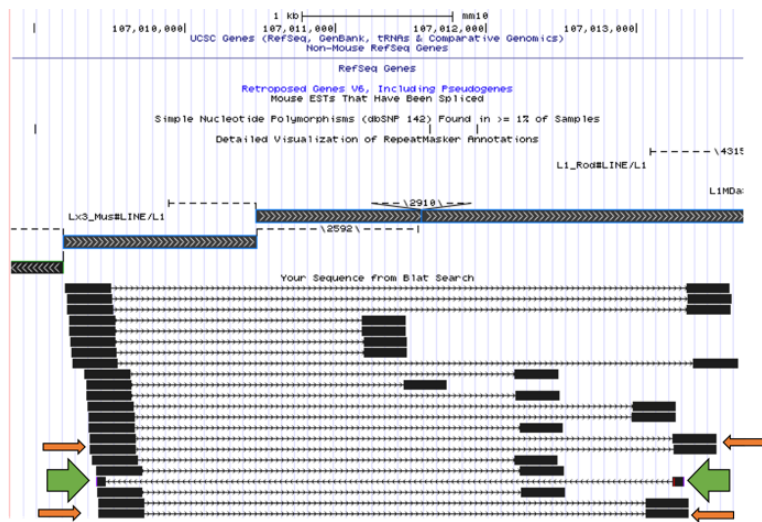 1 kb mm10
107,010,000 107,011,000 107,012,000 107,013,000
UCSC Genes (RefSeq, GenBank, tRNAs & Comparative Genomics)
Non-Mouse RefSeq Genes
RefSeq Genes
Retroposed Genes V6, Including Pseudogenes
Mouse ESTs That Have Been Spliced
Simple Nucleotide Polymorphisms (dbSNP 142) Found in >= 1% of Samples
Detailed Visualization of RepeatMasker Annotations
\4315
L1_Rod#LINE/L1
L1MDa
\2910\
Lx3_Mus#LINE/L1
\2592\
Your Sequence from Blat Search